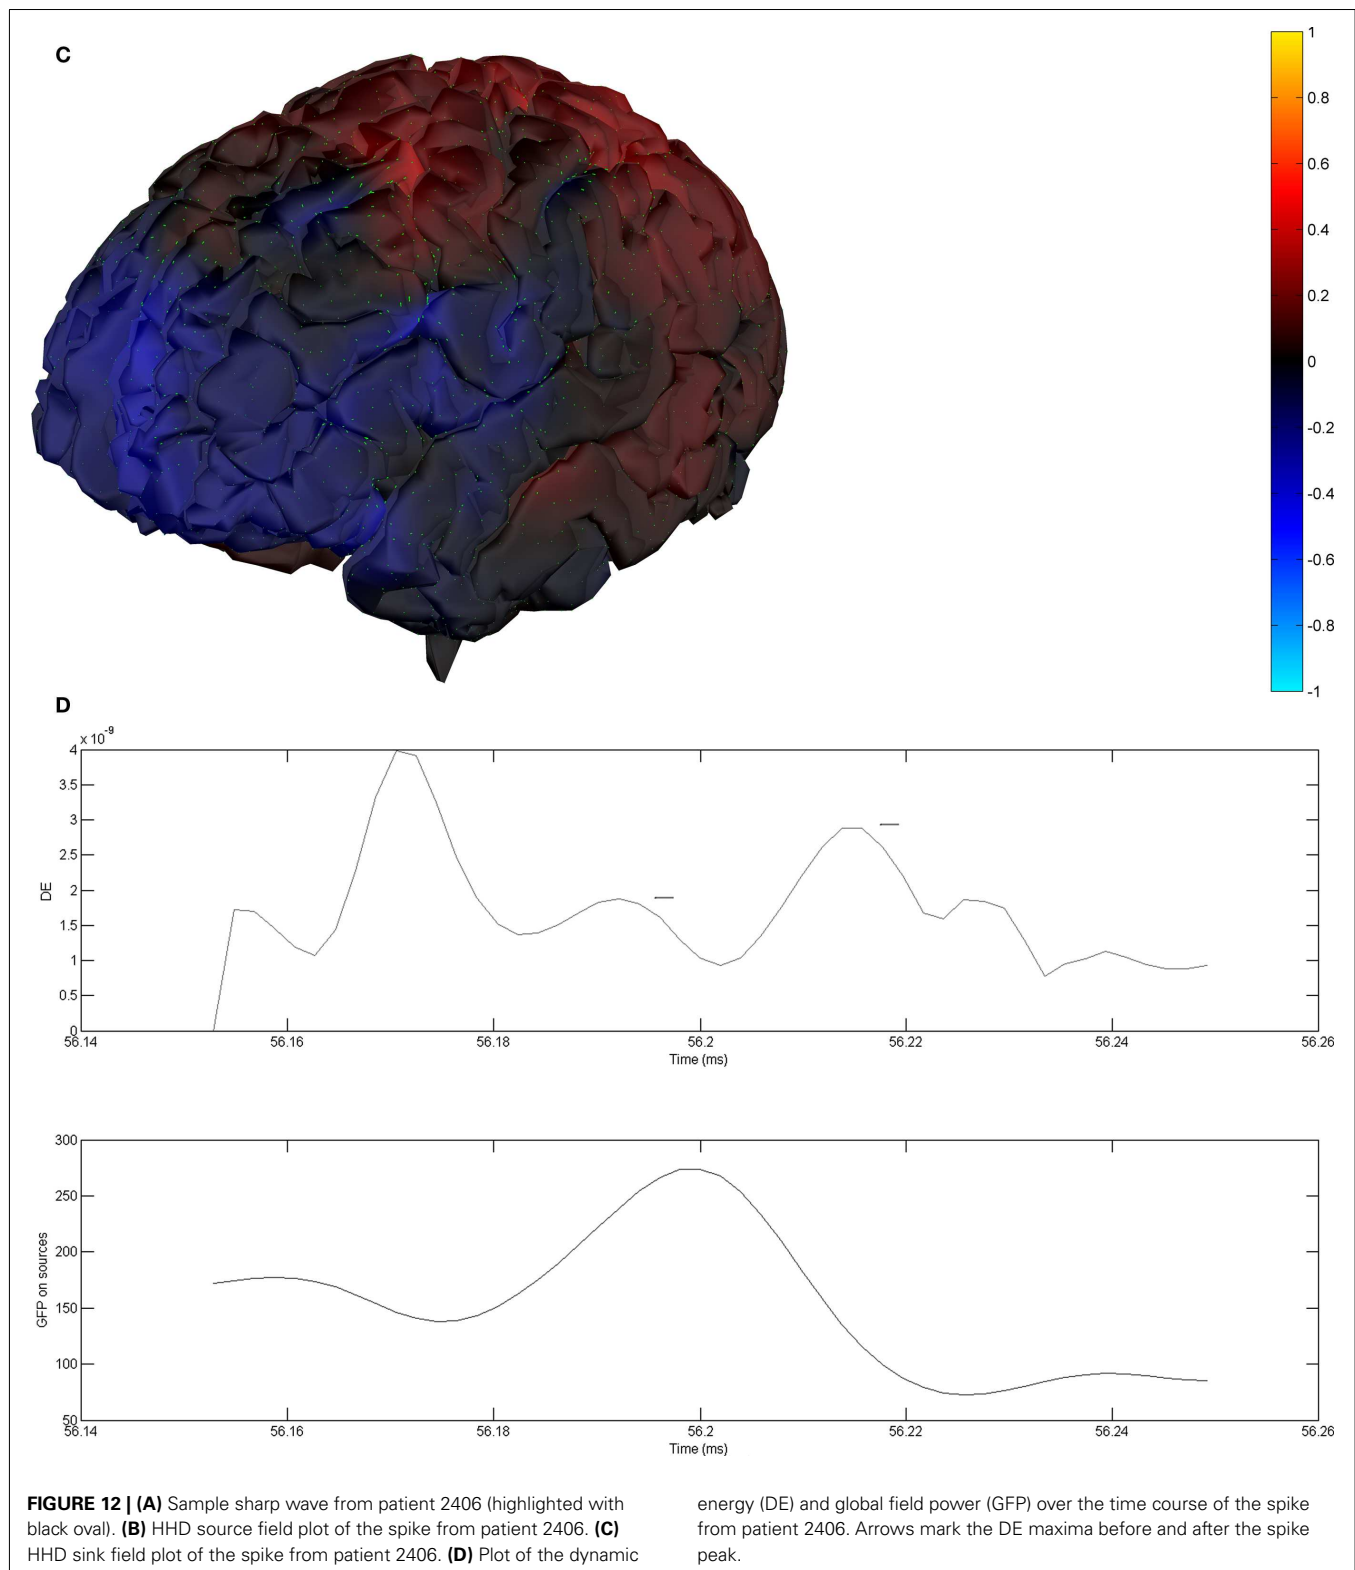 C
1
0.8
0.6
0.4
0.2
0
-0.2
-0.4
-0.6
-0.8
-1
D
x 10^-9
4
3.5
3
2.5
2
1.5
1
0.5
0
DE
56.14 56.16 56.18 56.2 56.22 56.24 56.26
Time (ms)
300
250
200
150
100
50
GFP on sources
56.14 56.16 56.18 56.2 56.22 56.24 56.26
Time (ms)
FIGURE 12 | (A) Sample sharp wave from patient 2406 (highlighted with
black oval). (B) HHD source field plot of the spike from patient 2406. (C)
HHD sink field plot of the spike from patient 2406. (D) Plot of the dynamic
energy (DE) and global field power (GFP) over the time course of the spike
from patient 2406. Arrows mark the DE maxima before and after the spike
peak.